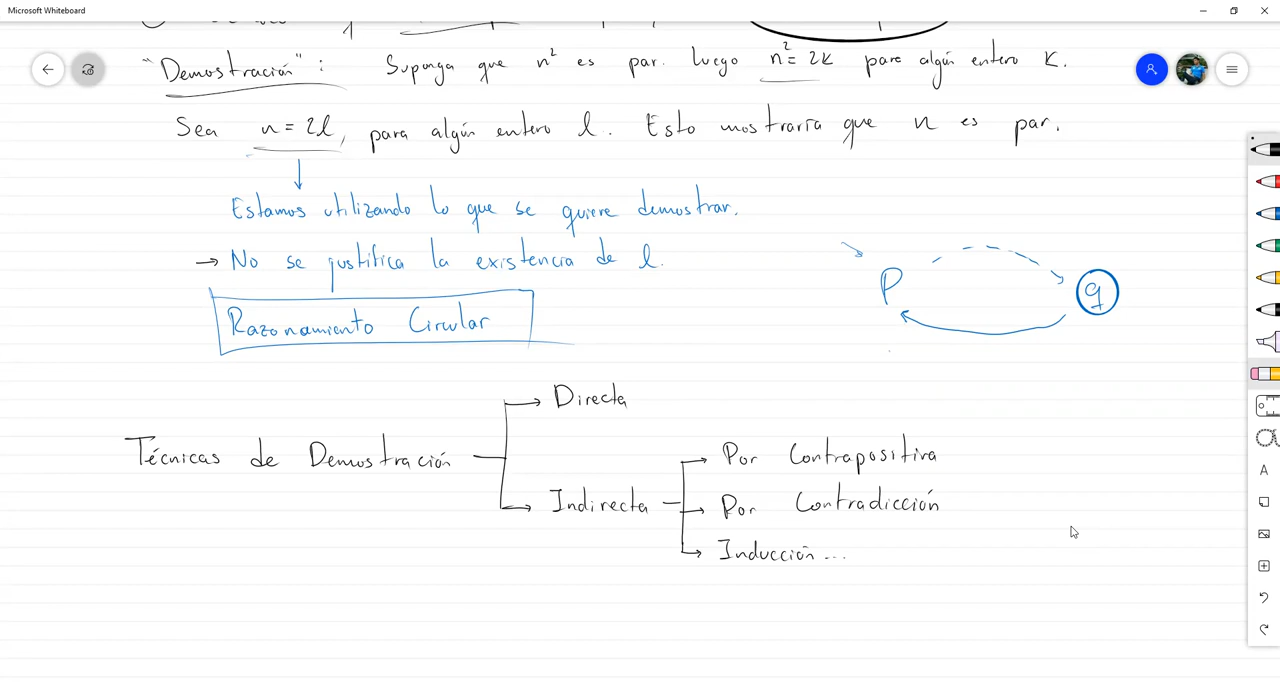 Microsoft Whiteboard
"Demostración": Suponga que n² es par. Luego n² = 2k para algún entero k.
Sea n = 2l, para algún entero l. Esto mostraría que n es par.
Estamos utilizando lo que se quiere demostrar.
→ No se justifica la existencia de l.
P q
Razonamiento Circular
Directa
Técnicas de Demostración
Por Contrapositiva
Indirecta
Por Contradicción
Inducción...